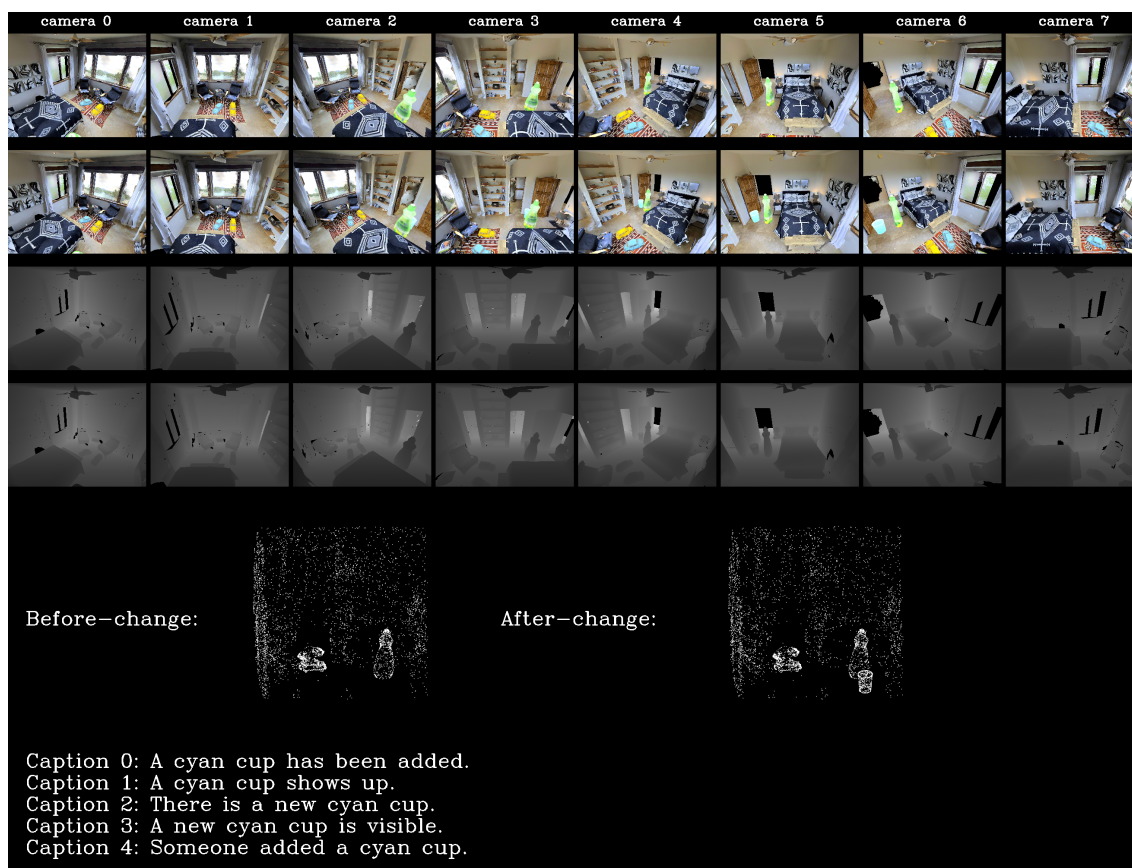 camera 0 camera 1 camera 2 camera 3 camera 4 camera 5 camera 6 camera 7
Before-change: After-change:
Caption 0: A cyan cup has been added.
Caption 1: A cyan cup shows up.
Caption 2: There is a new cyan cup.
Caption 3: A new cyan cup is visible.
Caption 4: Someone added a cyan cup.